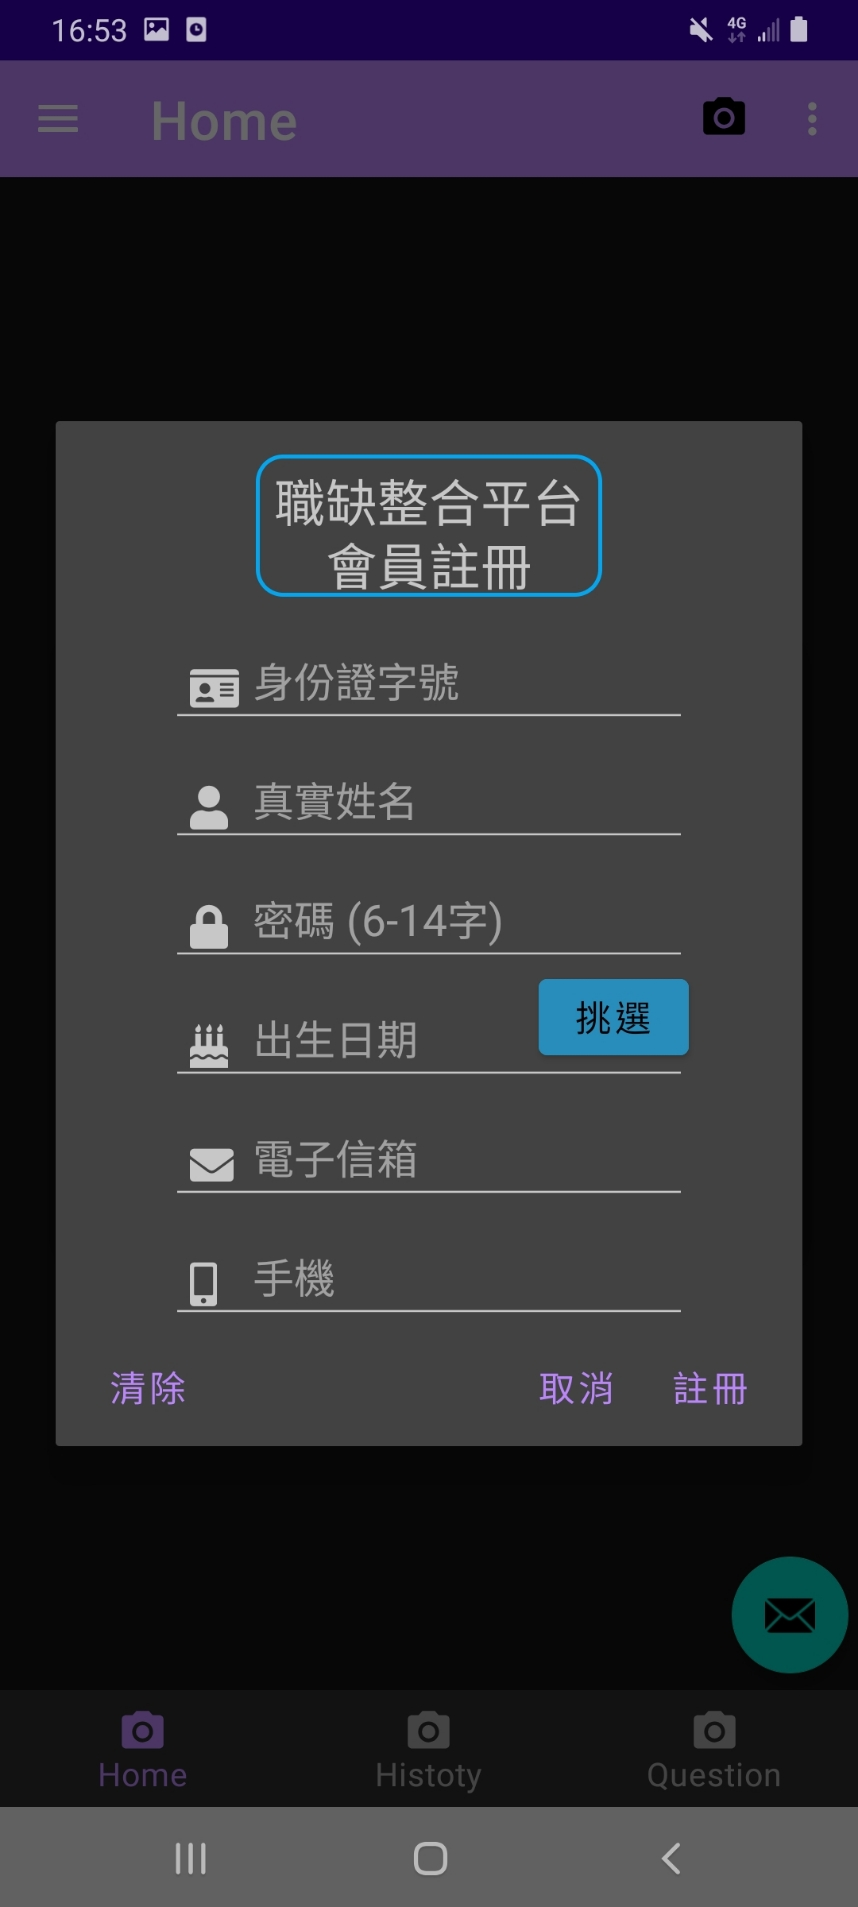 16:53
4G
Home
職缺整合平台
會員註冊
身份證字號
真實姓名
密碼 (6-14字)
出生日期
挑選
電子信箱
手機
清除
取消
註冊
Home
Histoty
Question